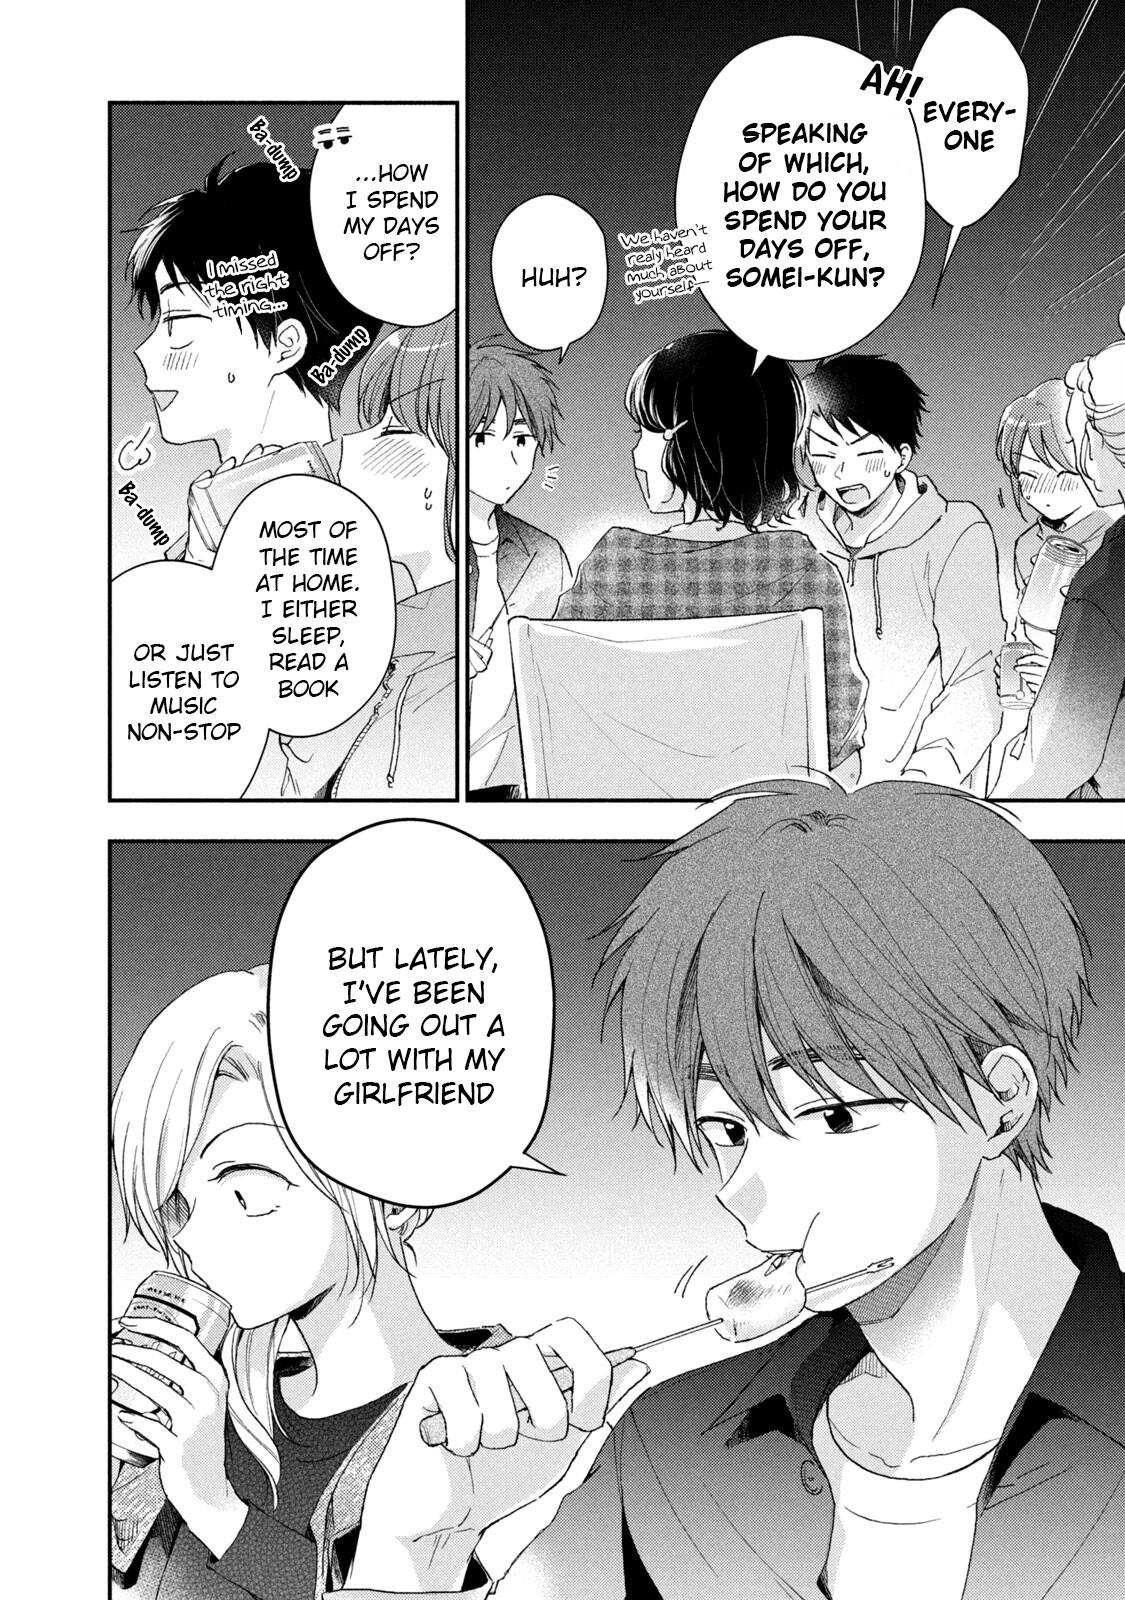 EVERY-
ONE
AH!
SPEAKING
OF WHICH,
HOW DO YOU
SPEND YOUR
DAYS OFF,
SOMEI-KUN?
We haven't
realy heard
much about
yourself
HUH?
...HOW
I SPEND
MY DAYS
OFF?
Ba-dump
I missed
the right
timing...
Ba-dump
Ba-dump
MOST OF
THE TIME
AT HOME.
I EITHER
SLEEP,
READ A
BOOK
OR JUST
LISTEN TO
MUSIC
NON-STOP
BUT LATELY,
I'VE BEEN
GOING OUT A
LOT WITH MY
GIRLFRIEND